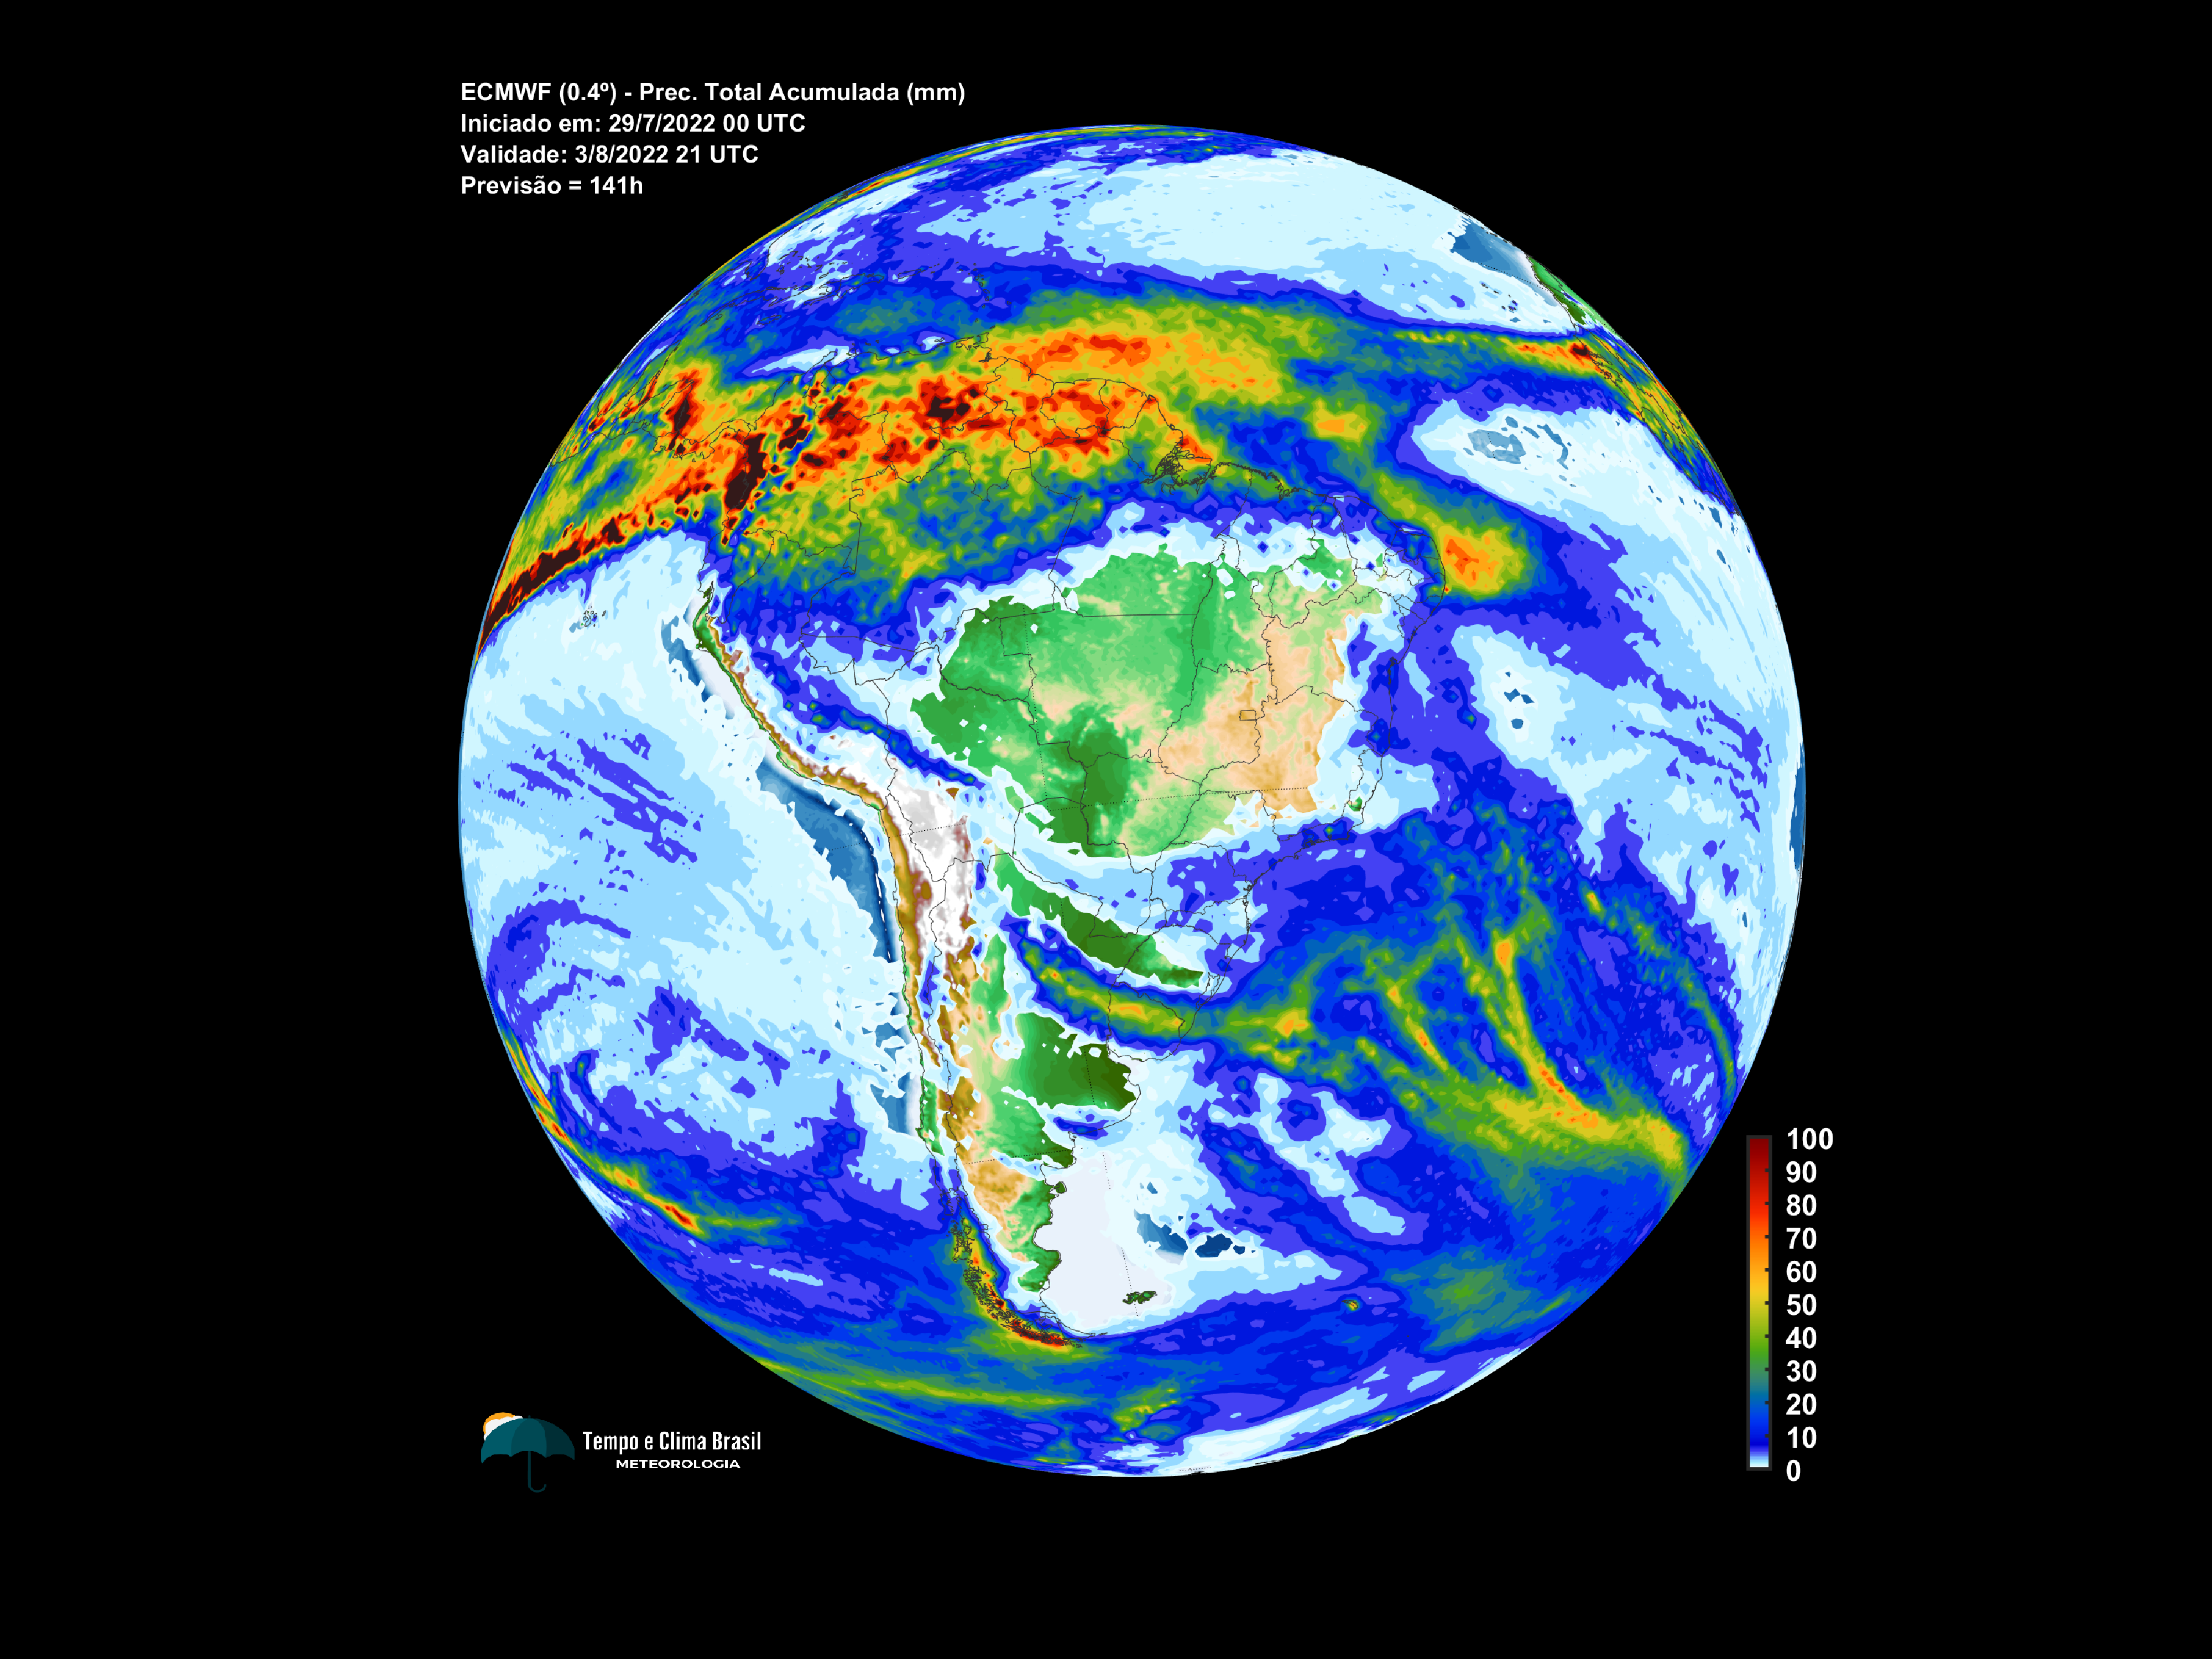 ECMWF (0.4º) - Prec. Total Acumulada (mm)
Iniciado em: 29/7/2022 00 UTC
Validade: 3/8/2022 21 UTC
Previsão = 141h
100
90
80
70
60
50
40
30
20
10
0
Tempo e Clima Brasil
METEOROLOGIA